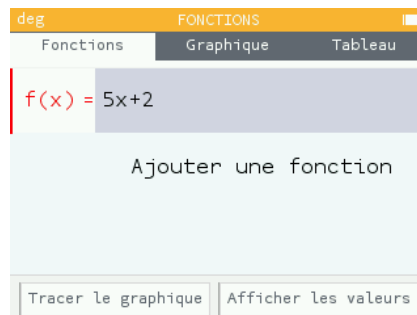 deg FONCTIONS
Fonctions Graphique Tableau
f(x) = 5x+2
Ajouter une fonction
Tracer le graphique Afficher les valeurs